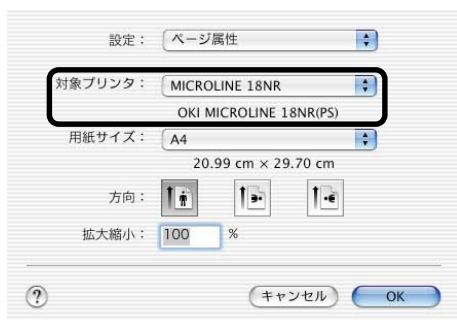 設定： ページ属性
対象プリンタ： MICROLINE 18NR
OKI MICROLINE 18NR(PS)
用紙サイズ： A4
20.99 cm × 29.70 cm
方向：
拡大縮小： 100 %
? キャンセル OK